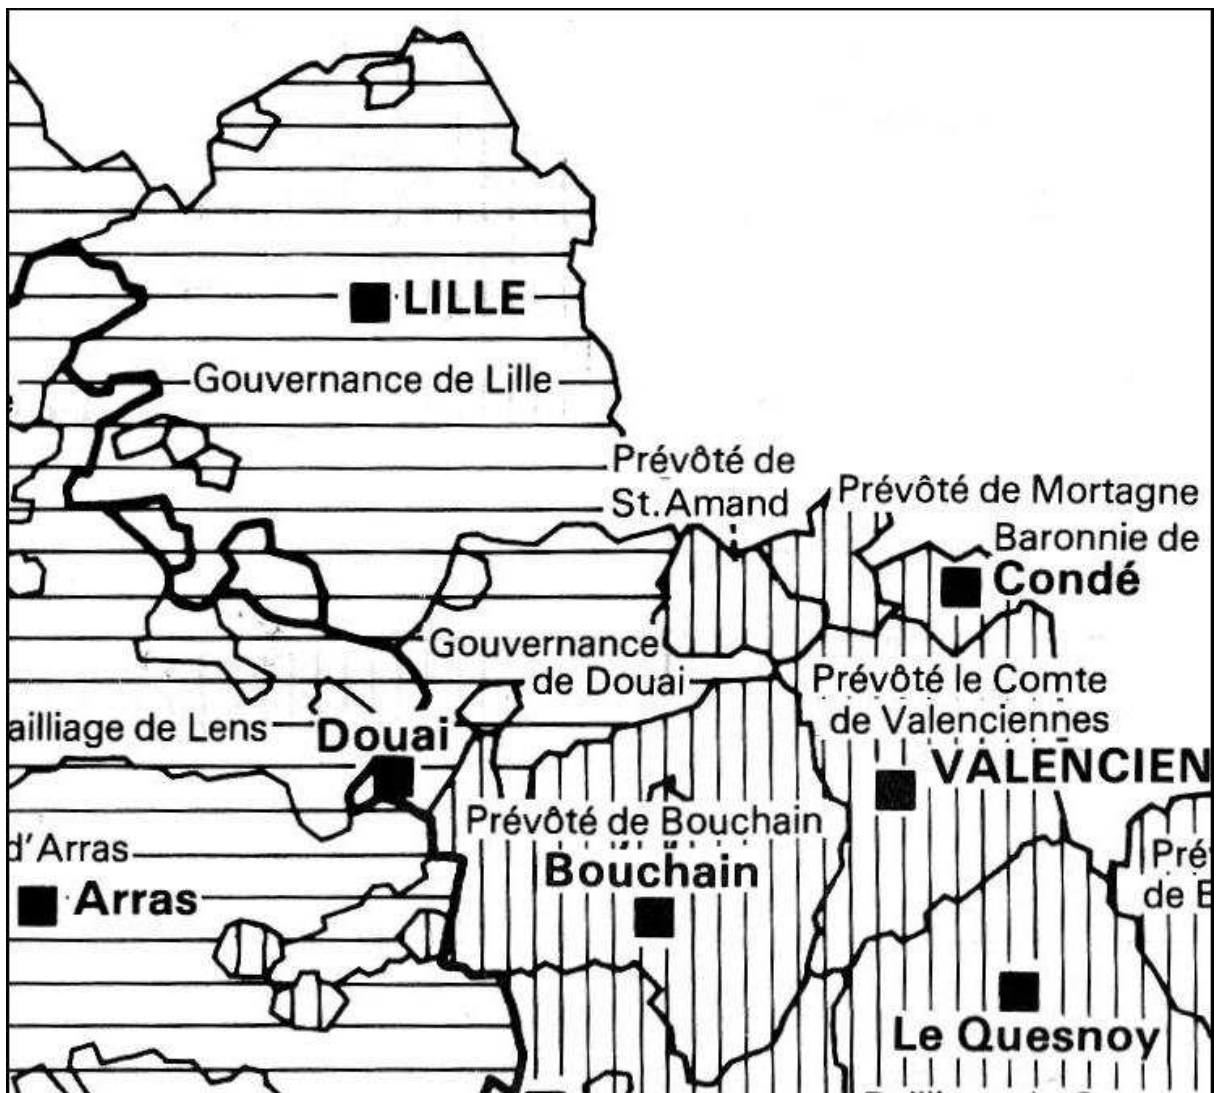 LILLE
Gouvernance de Lille
Prévôté de
St.Amand
Prévôté de Mortagne
Baronnie de
Condé
Gouvernance
de Douai
Prévôté le Comte
de Valenciennes
ailliage de Lens
Douai
VALENCIEN
Prévôté de Bouchain
Bouchain
d'Arras
Arras
Pré
de B
Le Quesnoy